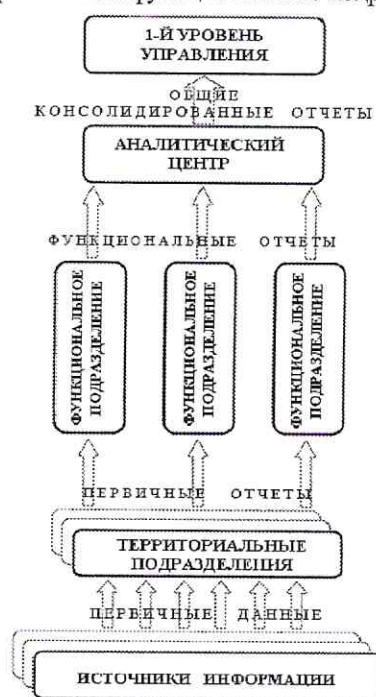 1-Й УРОВЕНЬ
УПРАВЛЕНИЯ
ОБЩИЕ
КОНСОЛИДИРОВАННЫЕ ОТЧЕТЫ
АНАЛИТИЧЕСКИЙ
ЦЕНТР
ФУНКЦИОНАЛЬНЫЕ ОТЧЕТЫ
ФУНКЦИОНАЛЬНОЕ
ПОДРАЗДЕЛЕНИЕ
ФУНКЦИОНАЛЬНОЕ
ПОДРАЗДЕЛЕНИЕ
ФУНКЦИОНАЛЬНОЕ
ПОДРАЗДЕЛЕНИЕ
ПЕРВИЧНЫЕ ОТЧЕТЫ
ТЕРРИТОРИАЛЬНЫЕ
ПОДРАЗДЕЛЕНИЯ
ПЕРВИЧНЫЕ ДАННЫЕ
ИСТОЧНИКИ ИНФОРМАЦИИ